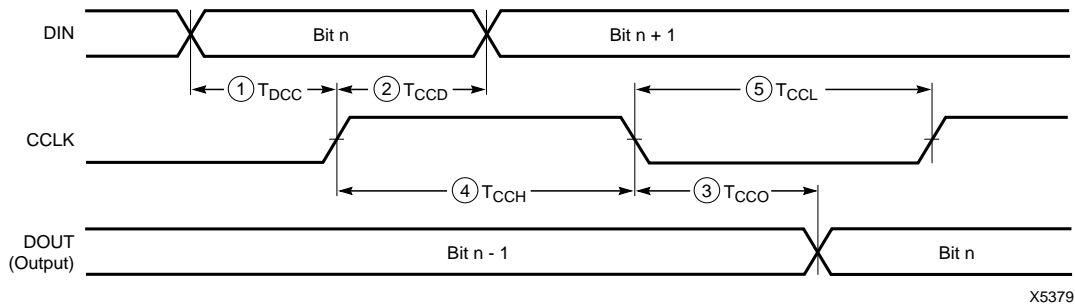 DIN
Bit n
Bit n + 1
1 TDCC
2 TCCD
5 TCCL
CCLK
4 TCCH
3 TCCO
DOUT
(Output)
Bit n - 1
Bit n
X5379